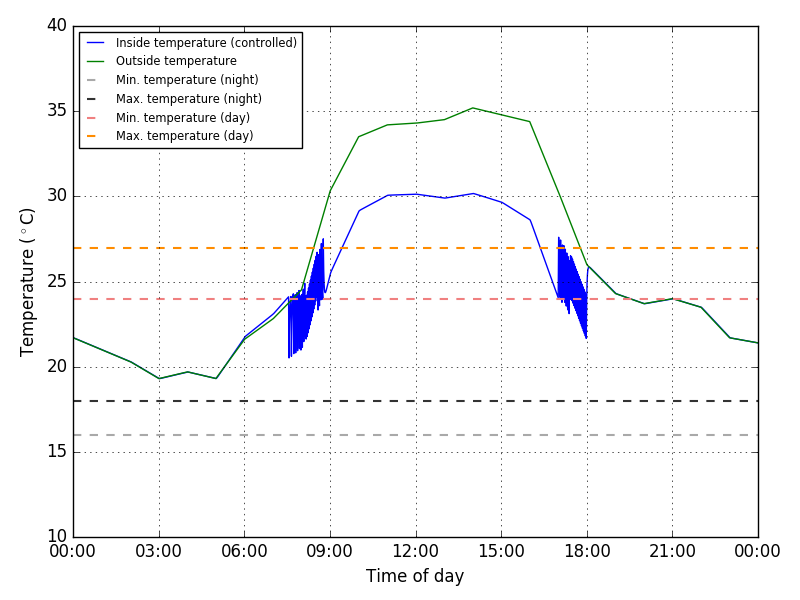 40
35
30
25
20
15
10
Temperature (°C)
Inside temperature (controlled)
Outside temperature
Min. temperature (night)
Max. temperature (night)
Min. temperature (day)
Max. temperature (day)
00:00 03:00 06:00 09:00 12:00 15:00 18:00 21:00 00:00
Time of day